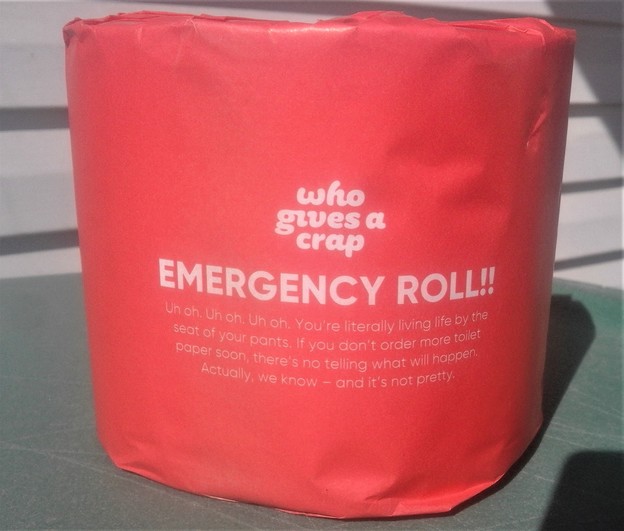 who
gives a
crap
EMERGENCY ROLL!!
Uh oh. Uh oh. Uh oh. You're literally living life by the
seat of your pants. If you don't order more toilet
paper soon, there's no telling what will happen.
Actually, we know – and it's not pretty.